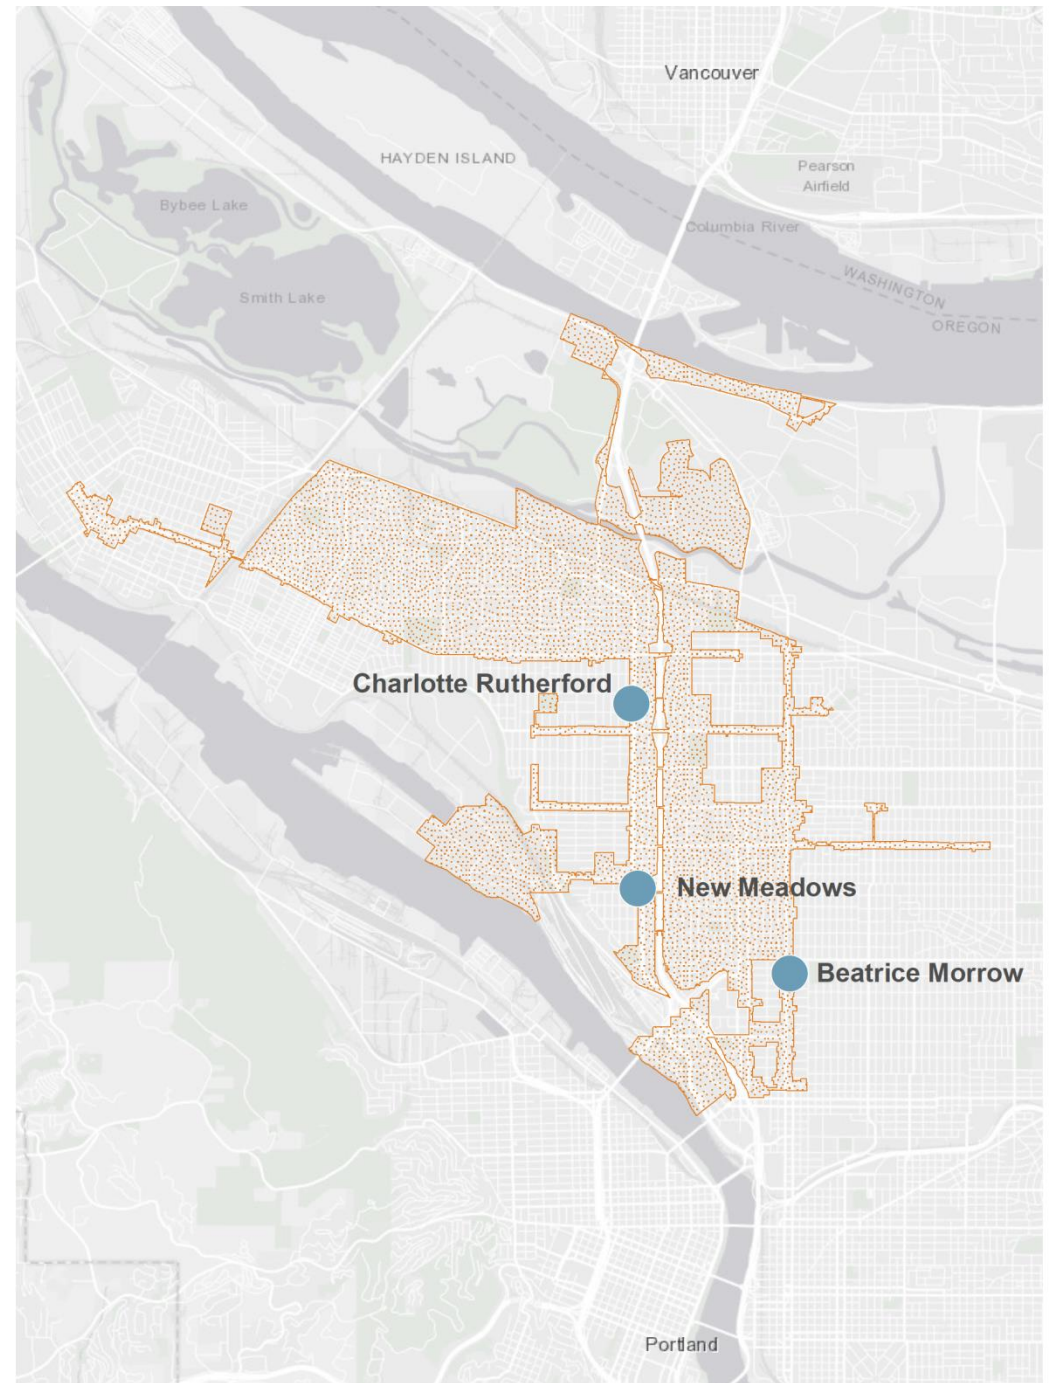 Vancouver
HAYDEN ISLAND
Pearson
Airfield
Bybee Lake
Columbia River
WASHINGTON
Smith Lake
OREGON
Charlotte Rutherford
New Meadows
Beatrice Morrow
Portland